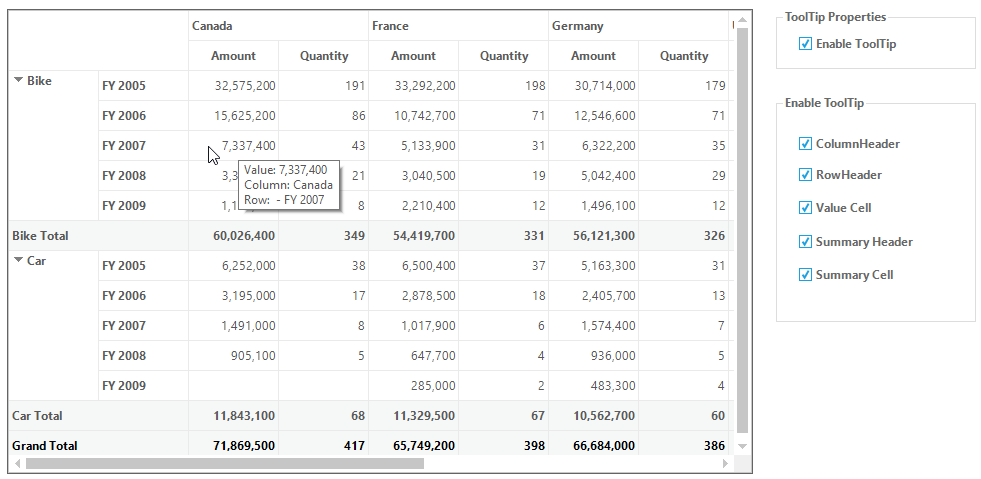 Canada France Germany
Amount Quantity Amount Quantity Amount Quantity
Bike FY 2005 32,575,200 191 33,292,200 198 30,714,000 179
FY 2006 15,625,200 86 10,742,700 71 12,546,600 71
FY 2007 7,337,400 43 5,133,900 31 6,322,200 35
FY 2008 21 3,040,500 19 5,042,400 29
FY 2009 8 2,210,400 12 1,496,100 12
Value: 7,337,400
Column: Canada
Row: - FY 2007
Bike Total 60,026,400 349 54,419,700 331 56,121,300 326
Car FY 2005 6,252,000 38 6,500,400 37 5,163,300 31
FY 2006 3,195,000 17 2,878,500 18 2,405,700 13
FY 2007 1,491,000 8 1,017,900 6 1,574,400 7
FY 2008 905,100 5 647,700 4 936,000 5
FY 2009 285,000 2 483,300 4
Car Total 11,843,100 68 11,329,500 67 10,562,700 60
Grand Total 71,869,500 417 65,749,200 398 66,684,000 386
ToolTip Properties
Enable ToolTip
Enable ToolTip
ColumnHeader
RowHeader
Value Cell
Summary Header
Summary Cell